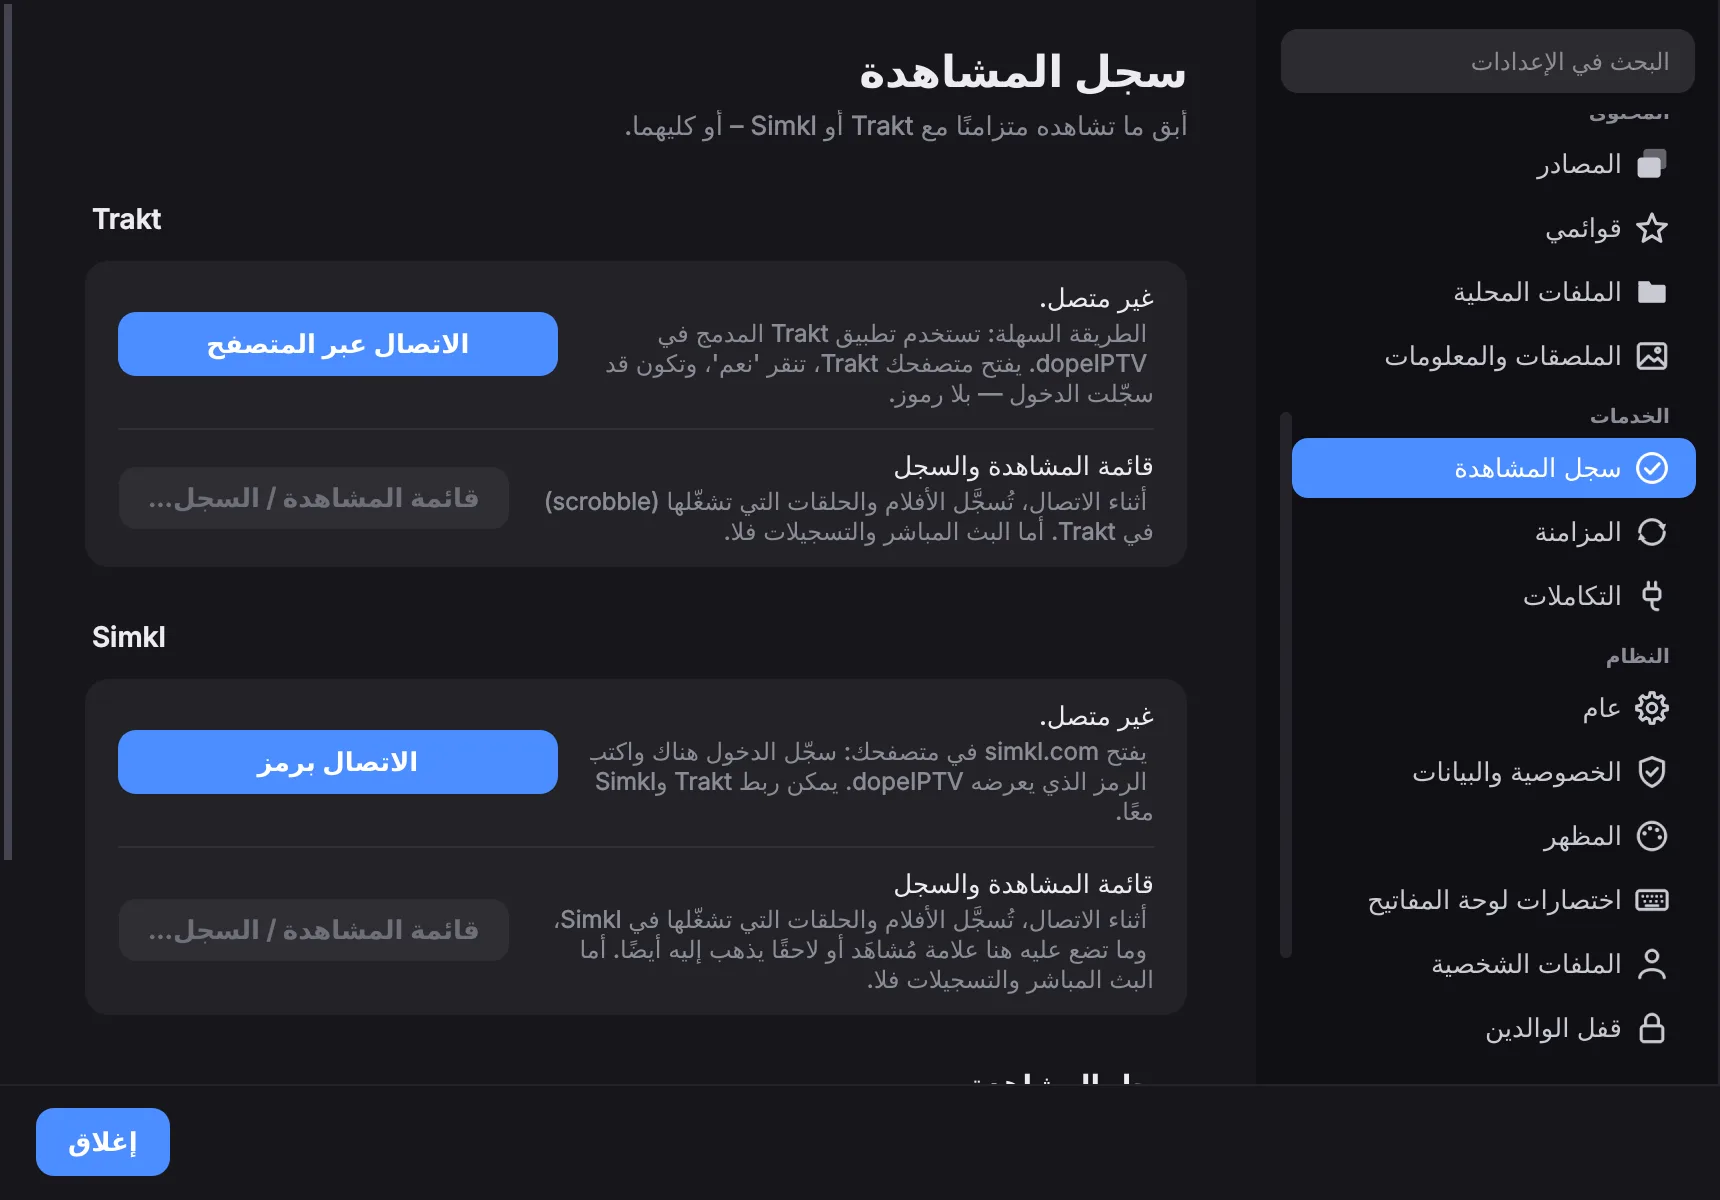 البحث في الإعدادات
المحتوى
المصادر
قوائمي
الملفات المحلية
الملصقات والمعلومات
الخدمات
سجل المشاهدة
المزامنة
التكاملات
النظام
عام
الخصوصية والبيانات
المظهر
اختصارات لوحة المفاتيح
الملفات الشخصية
قفل الوالدين
سجل المشاهدة
أبق ما تشاهده متزامنًا مع Trakt أو Simkl – أو كليهما.
Trakt
غير متصل.
الطريقة السهلة: تستخدم تطبيق Trakt المدمج في
dopeIPTV. يفتح متصفحك Trakt، تنقر 'نعم'، وتكون قد
سجّلت الدخول — بلا رموز.
الاتصال عبر المتصفح
قائمة المشاهدة والسجل
أثناء الاتصال، تُسجَّل الأفلام والحلقات التي تشغّلها (scrobble)
في Trakt. أما البث المباشر والتسجيلات فلا.
قائمة المشاهدة / السجل...
Simkl
غير متصل.
يفتح simkl.com في متصفحك: سجّل الدخول هناك واكتب
الرمز الذي يعرضه dopeIPTV. يمكن ربط Trakt وSimkl
معًا.
الاتصال برمز
قائمة المشاهدة والسجل
أثناء الاتصال، تُسجَّل الأفلام والحلقات التي تشغّلها في Simkl،
وما تضع عليه هنا علامة مُشاهَد أو لاحقًا يذهب إليه أيضًا. أما
البث المباشر والتسجيلات فلا.
قائمة المشاهدة / السجل...
إغلاق